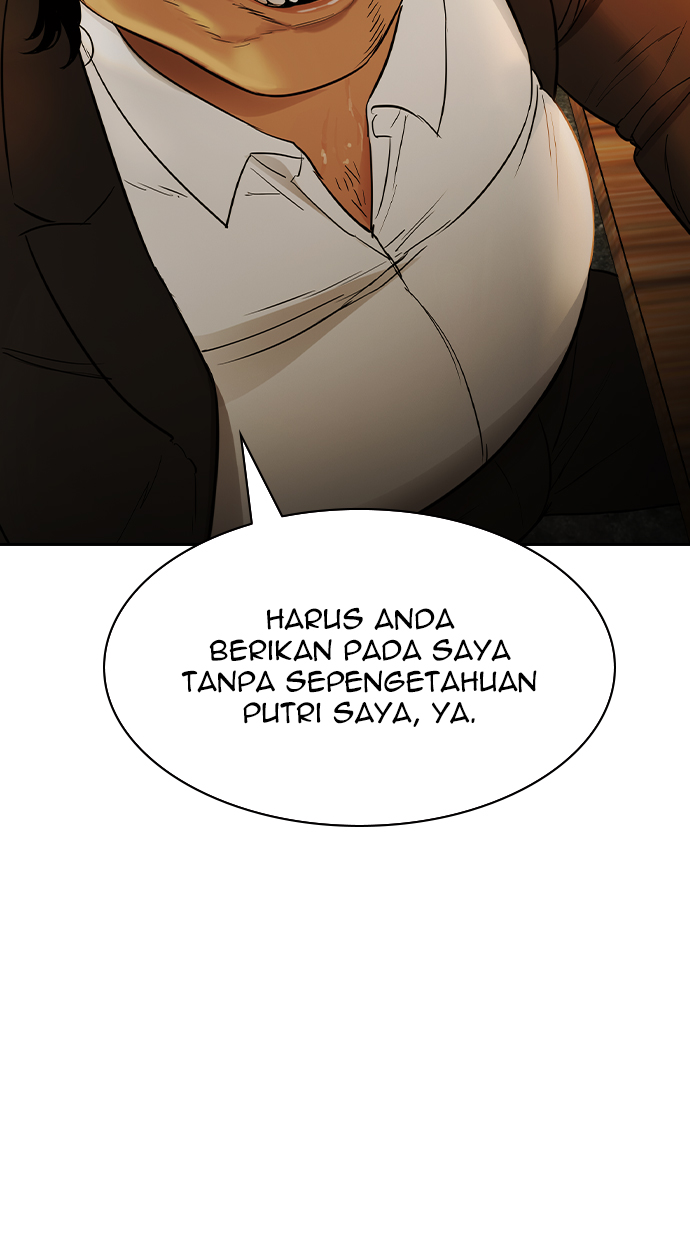 HARUS ANDA
BERIKAN PADA SAYA
TANPA SEPENGETAHUAN
PUTRI SAYA, YA.